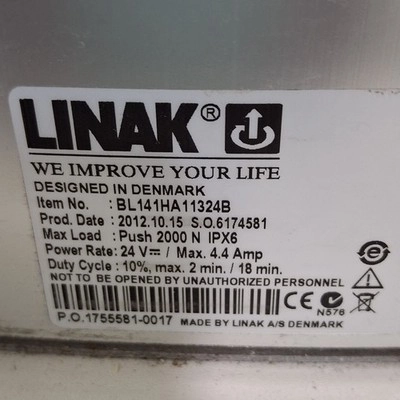 LINAK®
WE IMPROVE YOUR LIFE
DESIGNED IN DENMARK
Item No. : BL141HA11324B
Prod. Date : 2012.10.15 S.O.6174581
Max Load : Push 2000 N IPX6
Power Rate: 24 V⎓ / Max. 4.4 Amp
Duty Cycle : 10%, max. 2 min. / 18 min.
NOT TO BE OPENED BY UNAUTHORIZED PERSONNEL
CE N576
P.O.1755581-0017 MADE BY LINAK A/S DENMARK